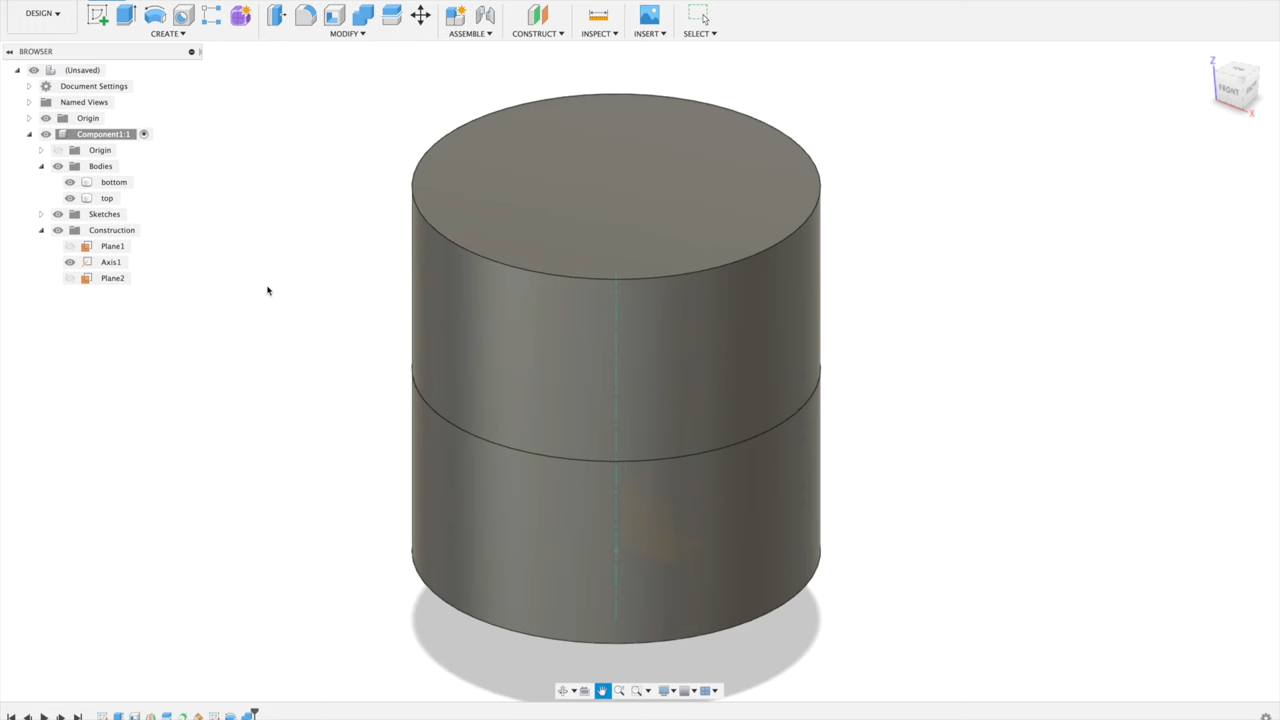 DESIGN
CREATE
MODIFY
ASSEMBLE
CONSTRUCT
INSPECT
INSERT
SELECT
BROWSER
(Unsaved)
Document Settings
Named Views
Origin
Component1:1
Origin
Bodies
bottom
top
Sketches
Construction
Plane1
Axis1
Plane2
Z
FRONT
X